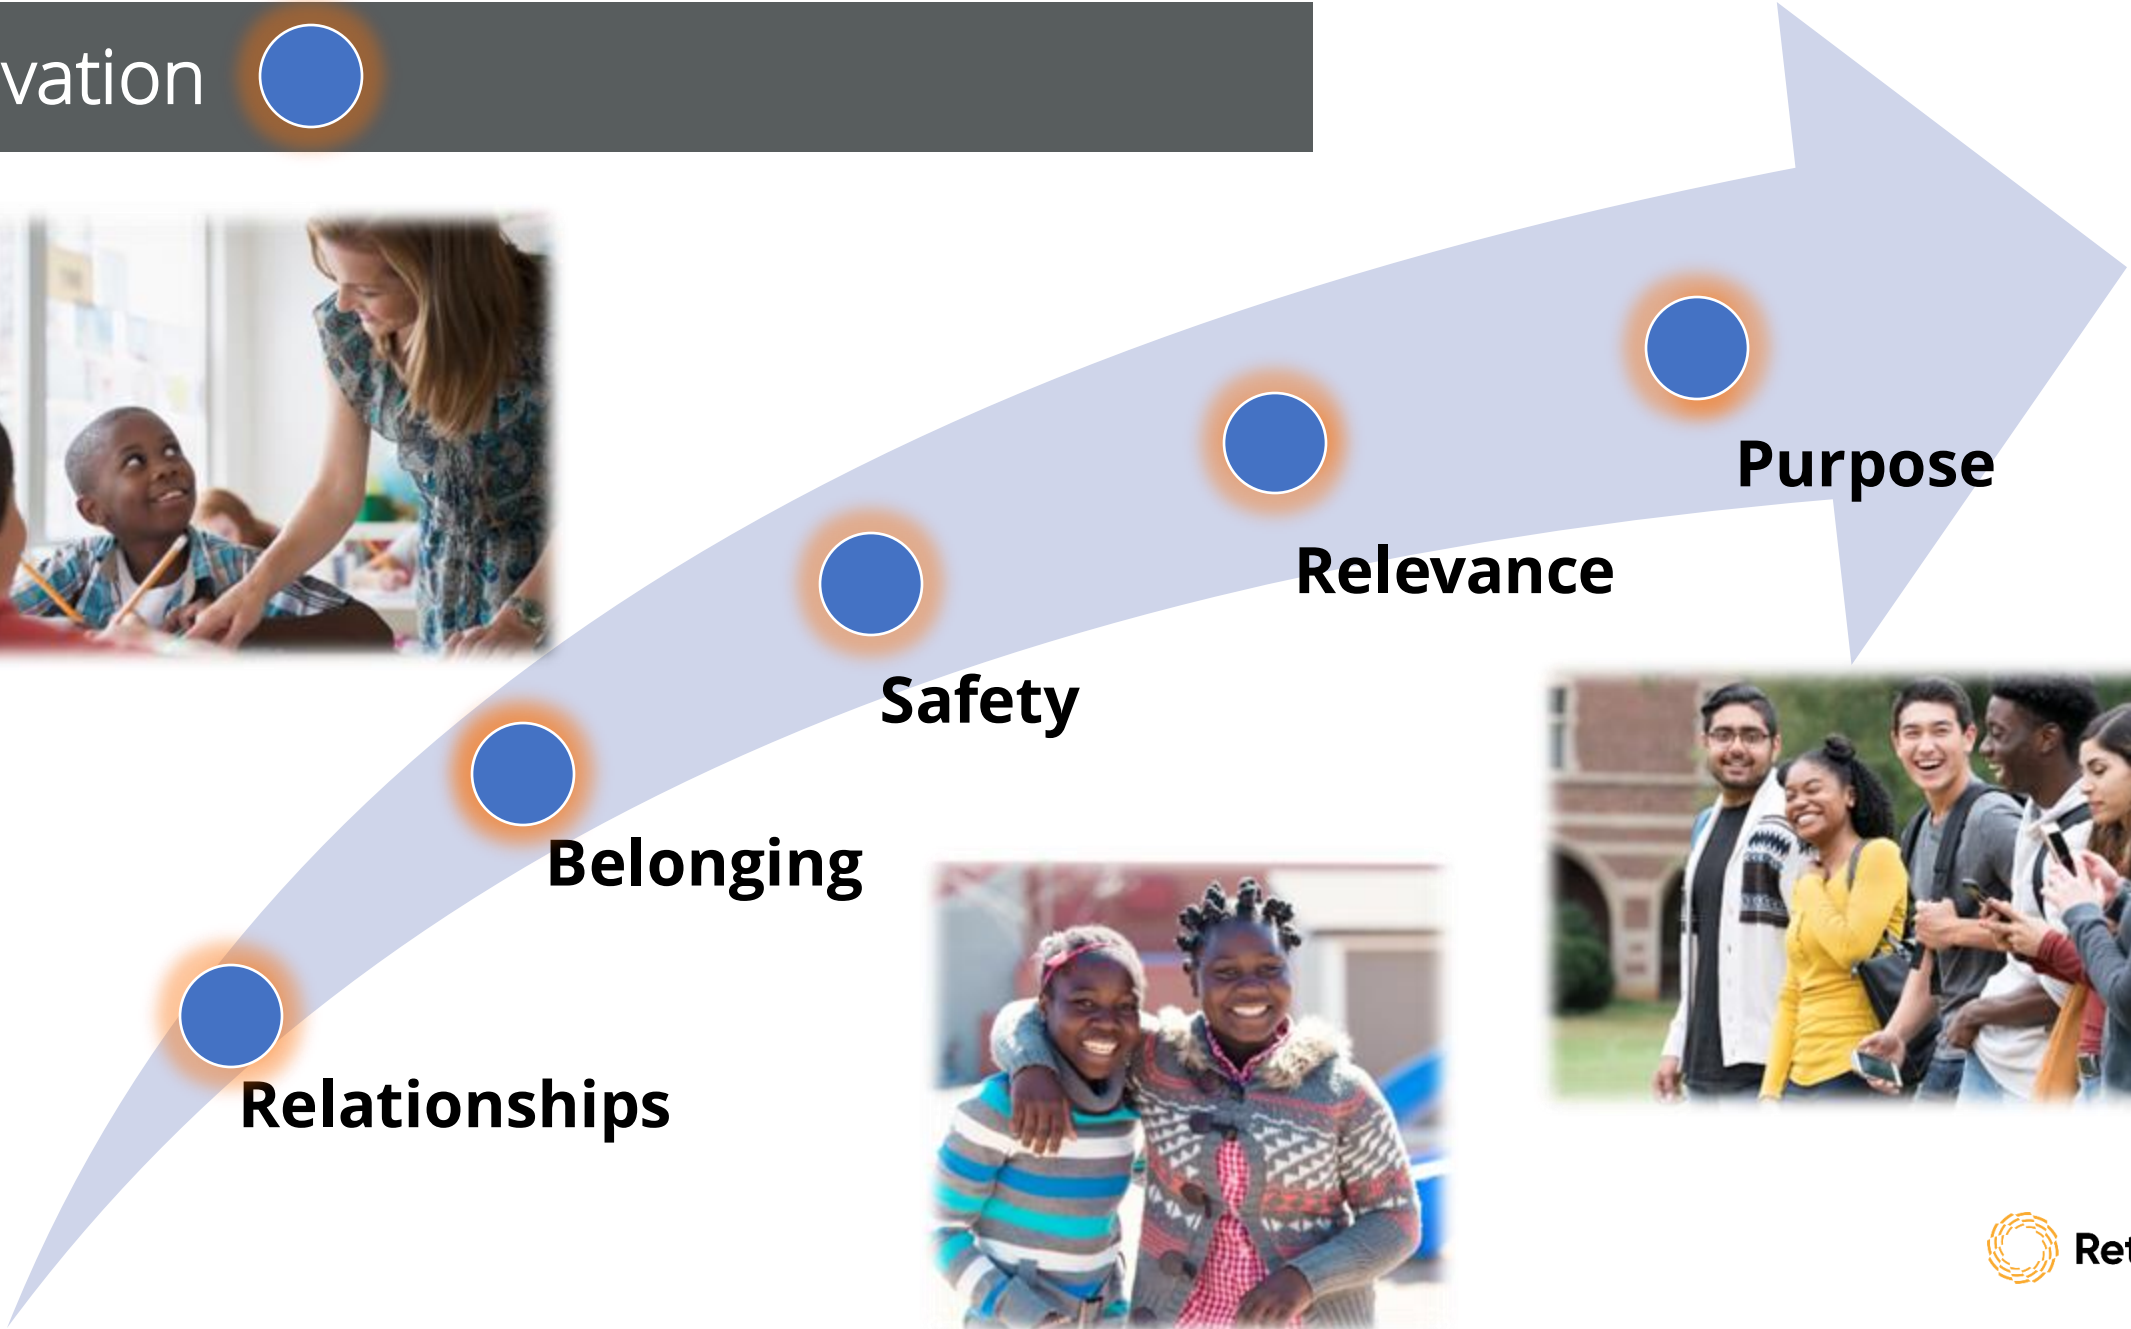 vation
Purpose
Relevance
Safety
Belonging
Relationships
Ret